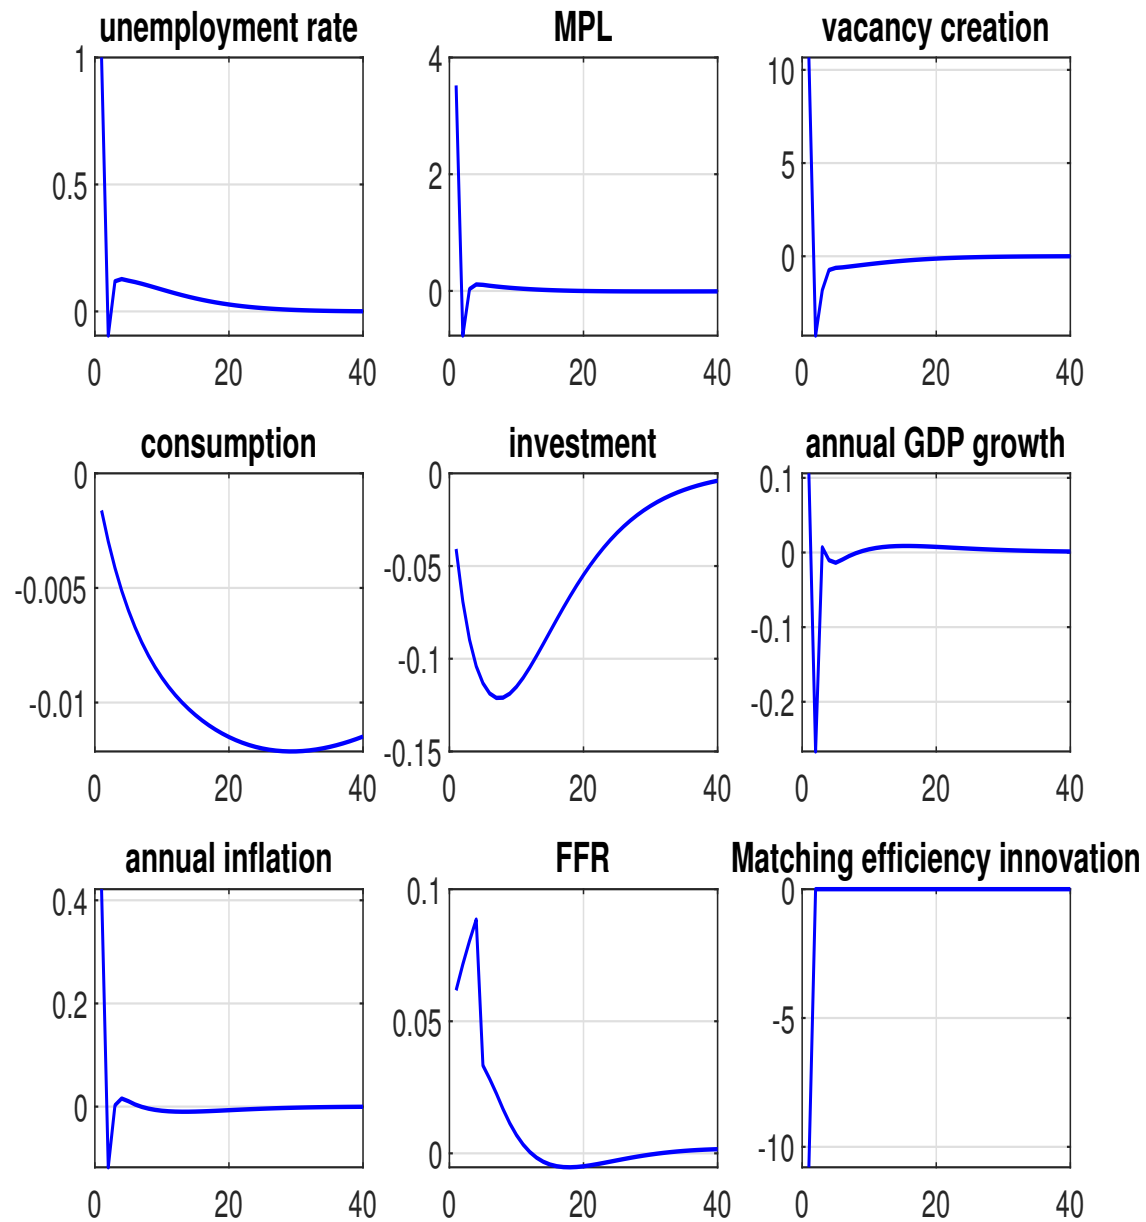 unemployment rate
MPL
vacancy creation
1
0.5
0
0 20 40
4
2
0
0 20 40
10
5
0
0 20 40
consumption
investment
annual GDP growth
0
-0.005
-0.01
0 20 40
0
-0.05
-0.1
-0.15
0 20 40
0.1
0
-0.1
-0.2
0 20 40
annual inflation
FFR
Matching efficiency innovation
0.4
0.2
0
0 20 40
0.1
0.05
0
0 20 40
0
-5
-10
0 20 40